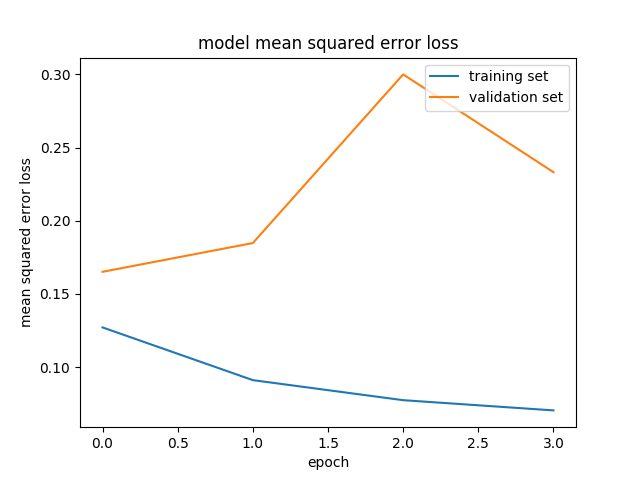 model mean squared error loss
training set
validation set
mean squared error loss
0.30
0.25
0.20
0.15
0.10
0.0 0.5 1.0 1.5 2.0 2.5 3.0
epoch